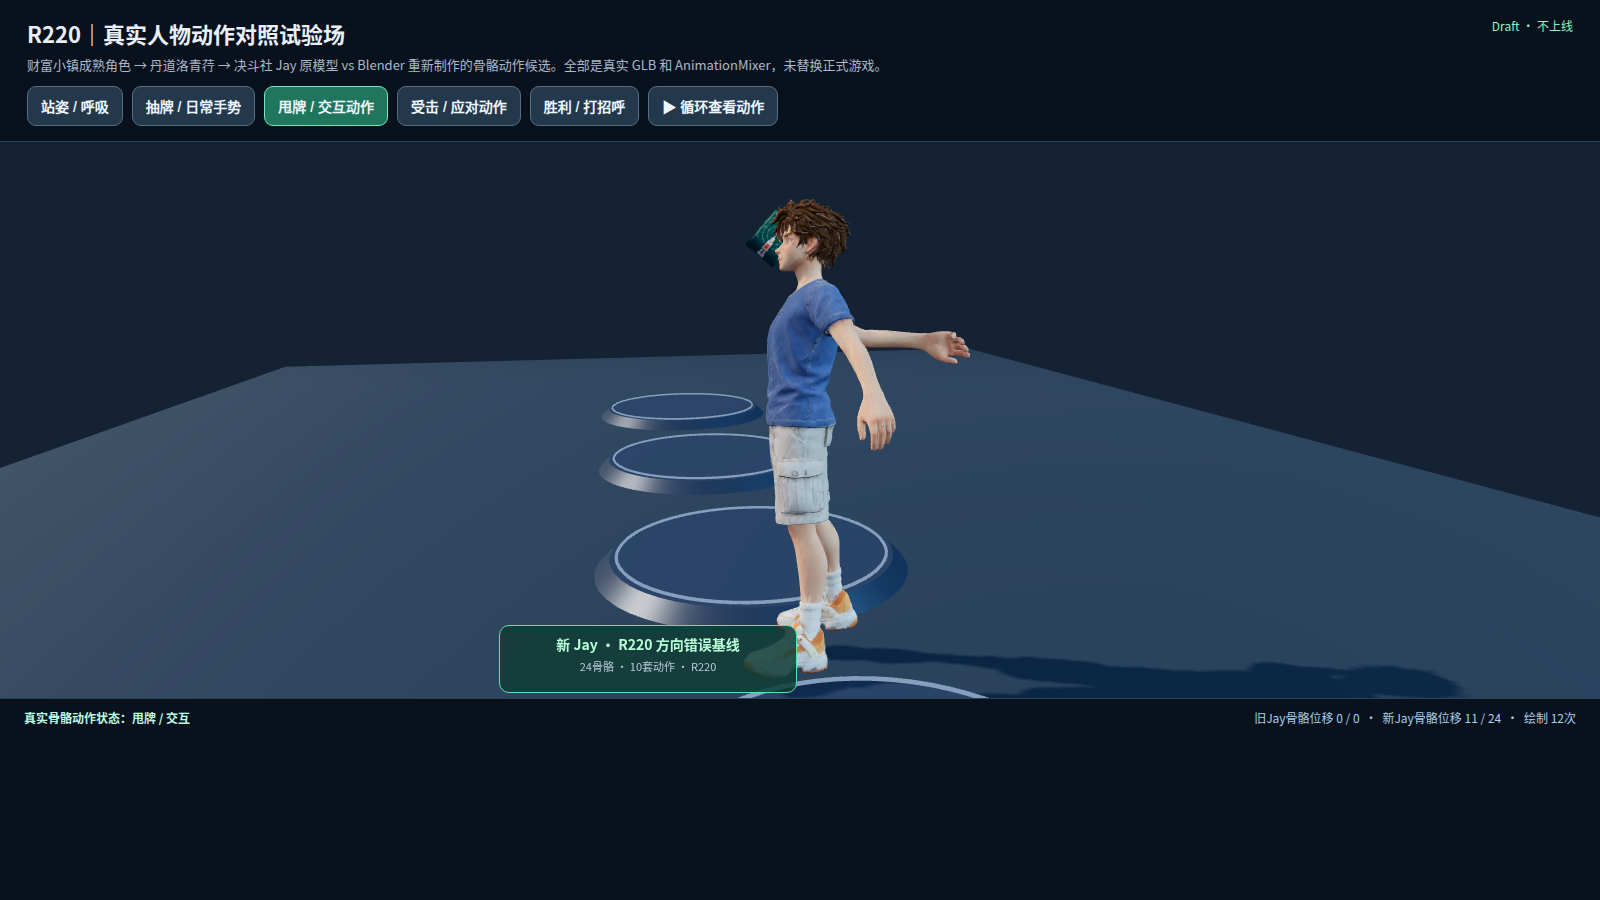 R220｜真实人物动作对照试验场
Draft · 不上线
财富小镇成熟角色 → 丹道洛青荇 → 决斗社 Jay 原模型 vs Blender 重新制作的骨骼动作候选。全部是真实 GLB 和 AnimationMixer，未替换正式游戏。
站姿 / 呼吸
抽牌 / 日常手势
甩牌 / 交互动作
受击 / 应对动作
胜利 / 打招呼
▶ 循环查看动作
新 Jay · R220 方向错误基线
24骨骼 · 10套动作 · R220
真实骨骼动作状态：甩牌 / 交互
旧Jay骨骼位移 0 / 0 · 新Jay骨骼位移 11 / 24 · 绘制 12次